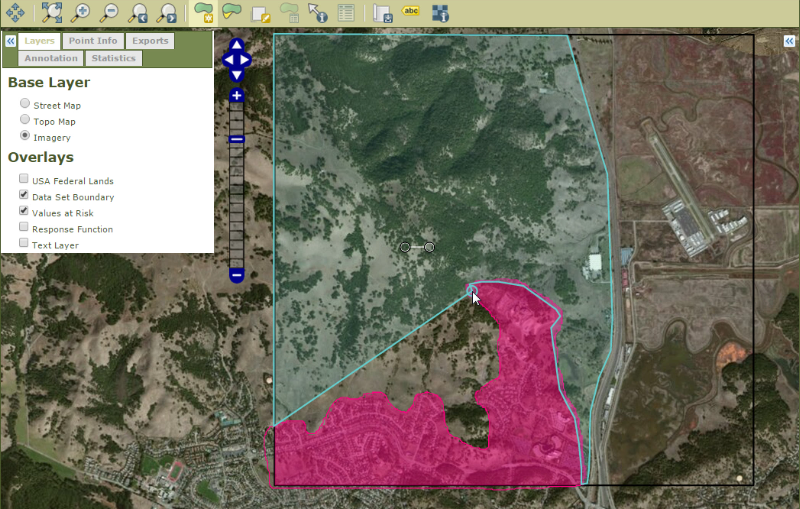 abc
Layers Point Info Exports
Annotation Statistics
Base Layer
Street Map
Topo Map
Imagery
Overlays
USA Federal Lands
Data Set Boundary
Values at Risk
Response Function
Text Layer